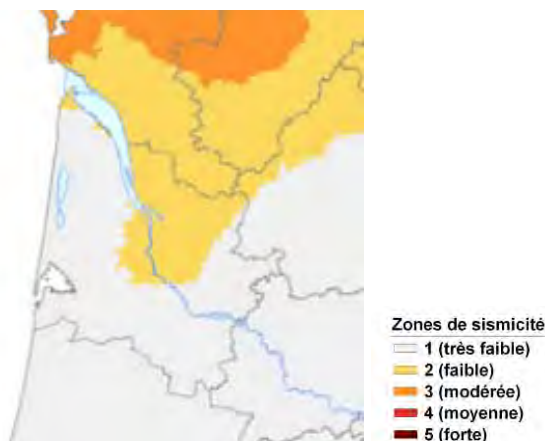 Zones de sismicité
1 (très faible)
2 (faible)
3 (modérée)
4 (moyenne)
5 (forte)